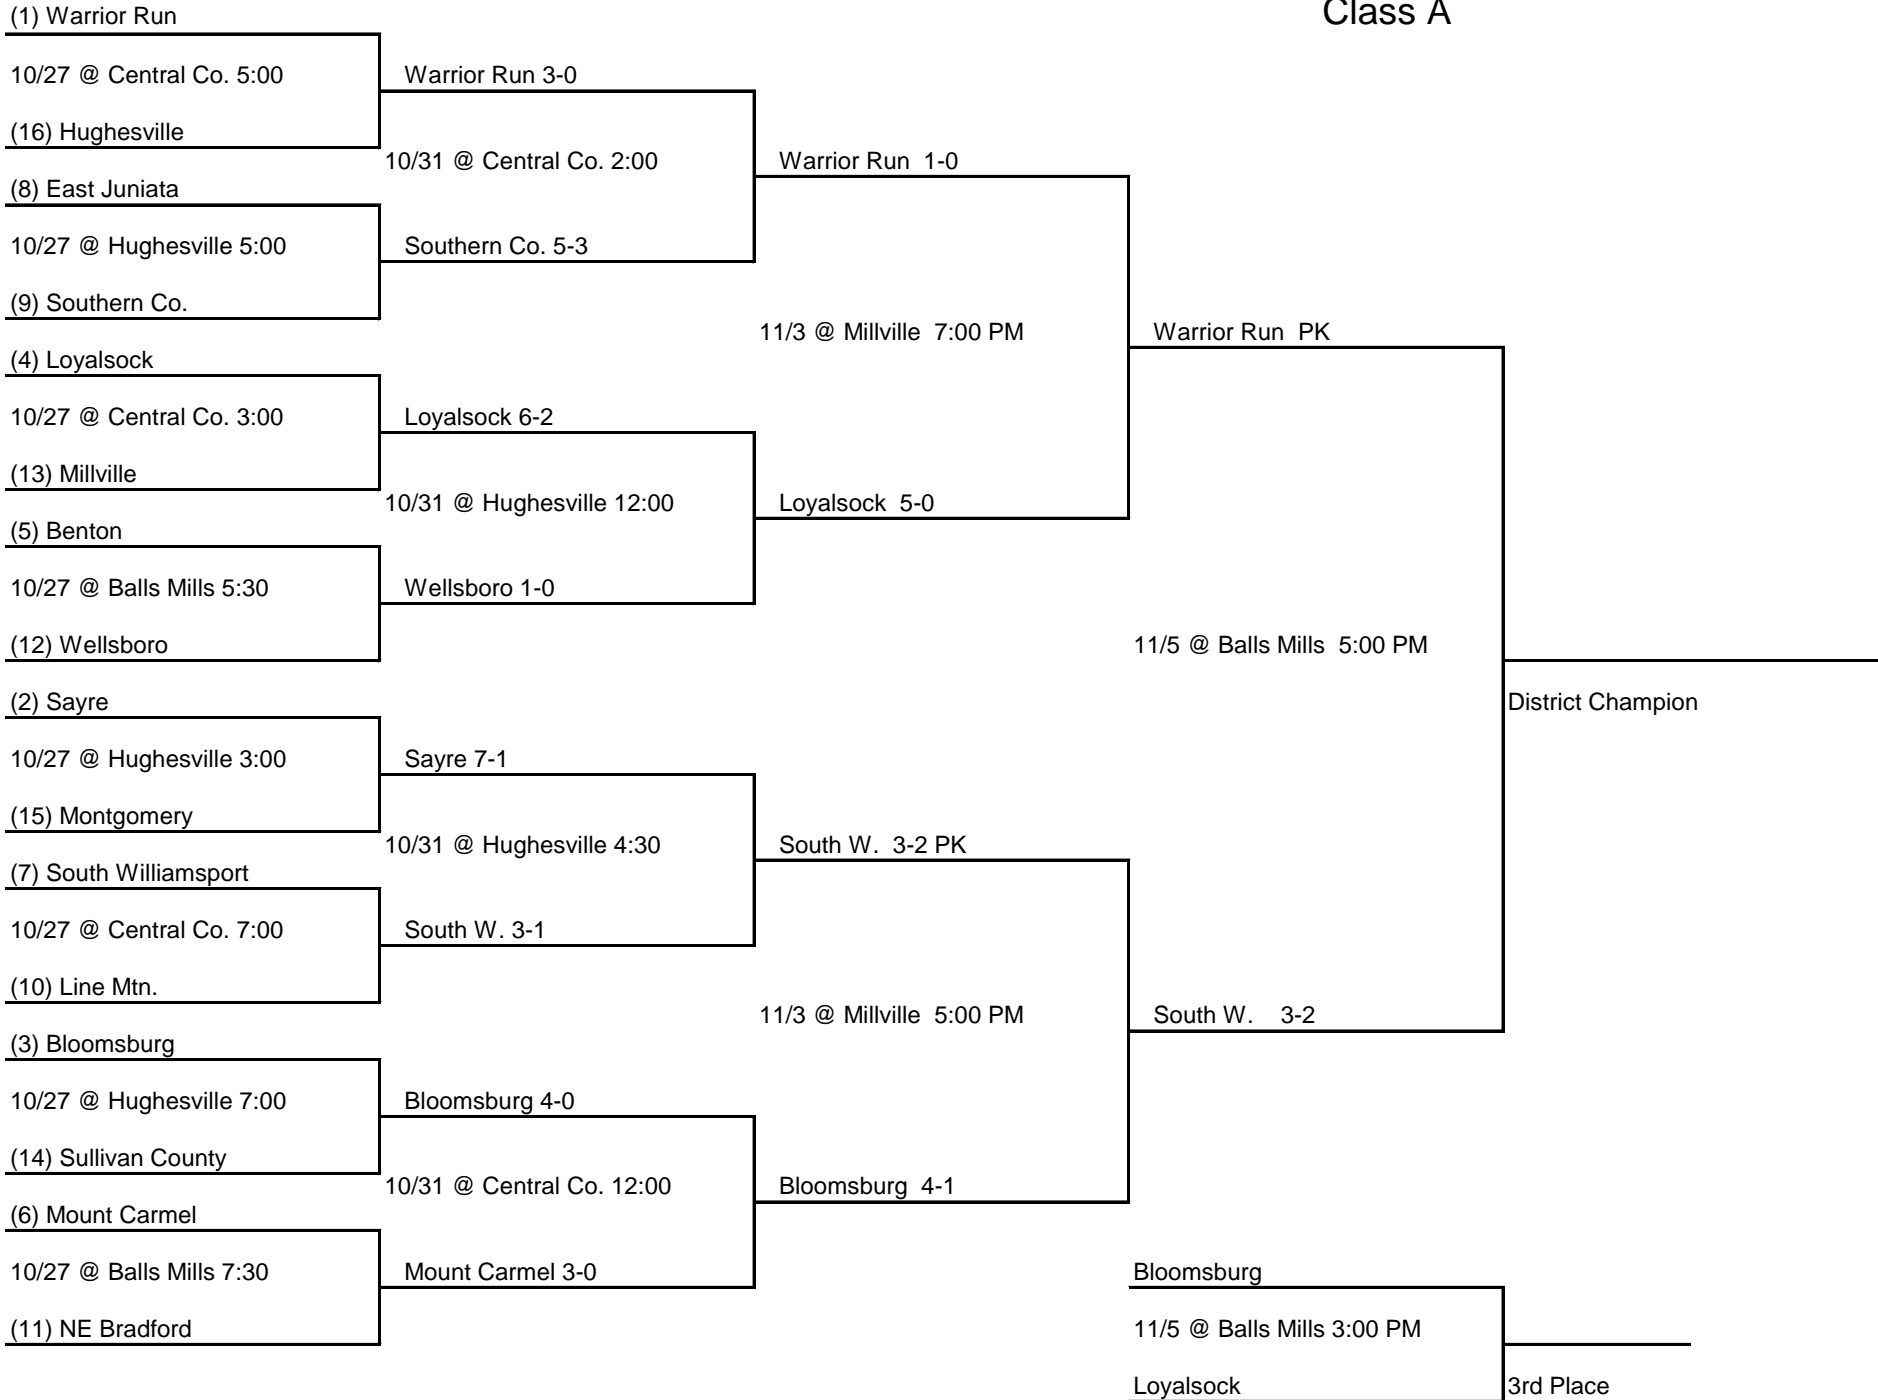 Class A
(1) Warrior Run
10/27 @ Central Co. 5:00
Warrior Run 3-0
(16) Hughesville
10/31 @ Central Co. 2:00
Warrior Run  1-0
(8) East Juniata
10/27 @ Hughesville 5:00
Southern Co. 5-3
(9) Southern Co.
11/3 @ Millville  7:00 PM
Warrior Run  PK
(4) Loyalsock
10/27 @ Central Co. 3:00
Loyalsock 6-2
(13) Millville
10/31 @ Hughesville 12:00
Loyalsock  5-0
(5) Benton
10/27 @ Balls Mills 5:30
Wellsboro 1-0
(12) Wellsboro
11/5 @ Balls Mills  5:00 PM
(2) Sayre
District Champion
10/27 @ Hughesville 3:00
Sayre 7-1
(15) Montgomery
10/31 @ Hughesville 4:30
South W.  3-2 PK
(7) South Williamsport
10/27 @ Central Co. 7:00
South W. 3-1
(10) Line Mtn.
11/3 @ Millville  5:00 PM
South W.    3-2
(3) Bloomsburg
10/27 @ Hughesville 7:00
Bloomsburg 4-0
(14) Sullivan County
10/31 @ Central Co. 12:00
Bloomsburg  4-1
(6) Mount Carmel
10/27 @ Balls Mills 7:30
Mount Carmel 3-0
Bloomsburg
(11) NE Bradford
11/5 @ Balls Mills 3:00 PM
Loyalsock
3rd Place